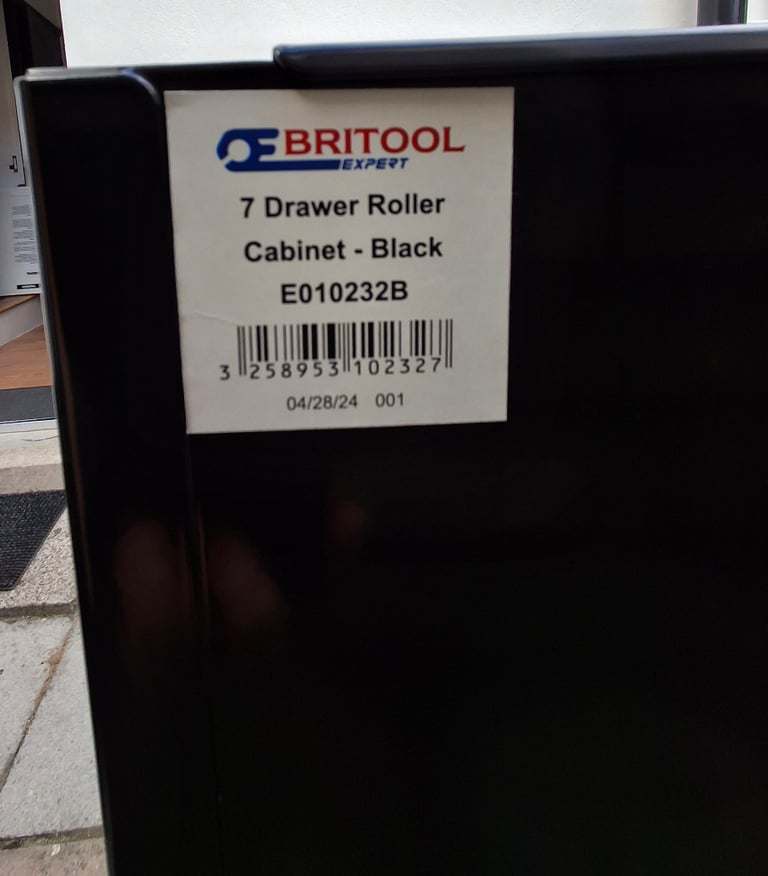 BRITOOL
EXPERT
7 Drawer Roller
Cabinet - Black
E010232B
3 258953 102327
04/28/24 001